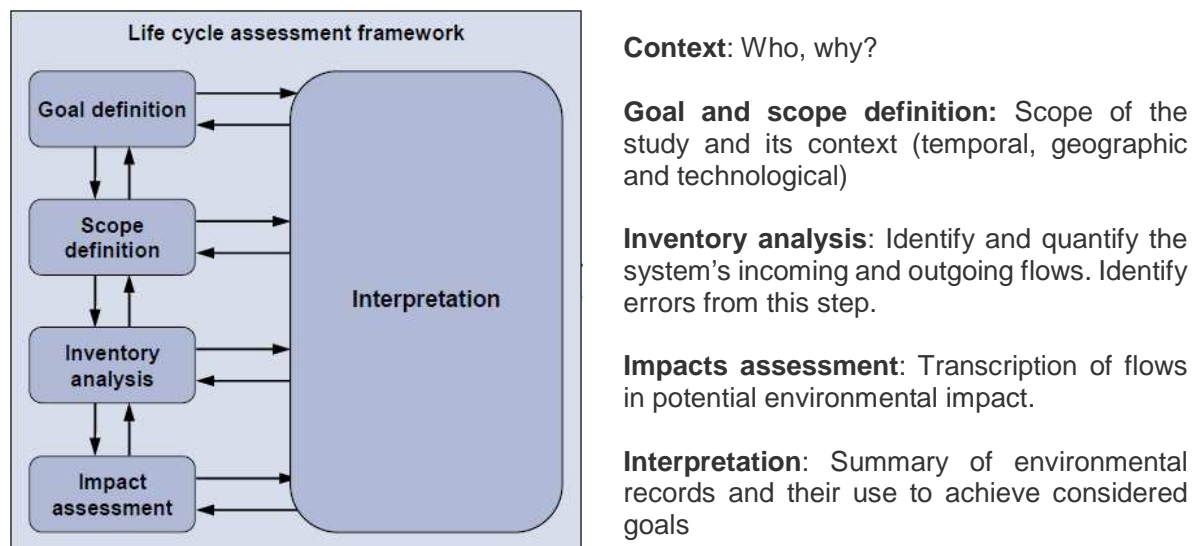 Life cycle assessment framework
Goal definition
Scope
definition
Inventory
analysis
Impact
assessment
Interpretation
Context: Who, why?
Goal and scope definition: Scope of the
study and its context (temporal, geographic
and technological)
Inventory analysis: Identify and quantify the
system’s incoming and outgoing flows. Identify
errors from this step.
Impacts assessment: Transcription of flows
in potential environmental impact.
Interpretation: Summary of environmental
records and their use to achieve considered
goals